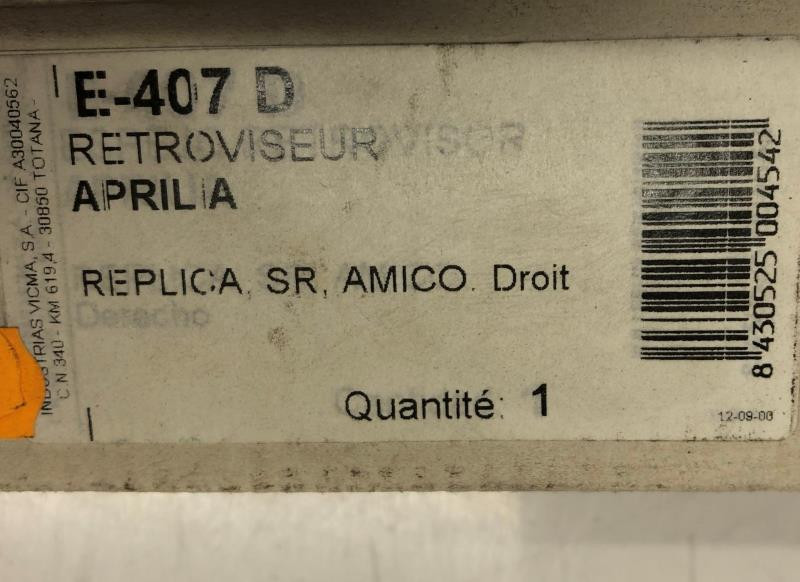 E-407 D
RETROVISEUR
APRILIA
REPLICA, SR, AMICO. Droit
Derecho
Quantité: 1
12-09-00
8 430525 004542
INDUSTRIAS VICMA, S.A. - CIF A30040562
C N 340 - KM 619,4 - 30850 TOTANA -